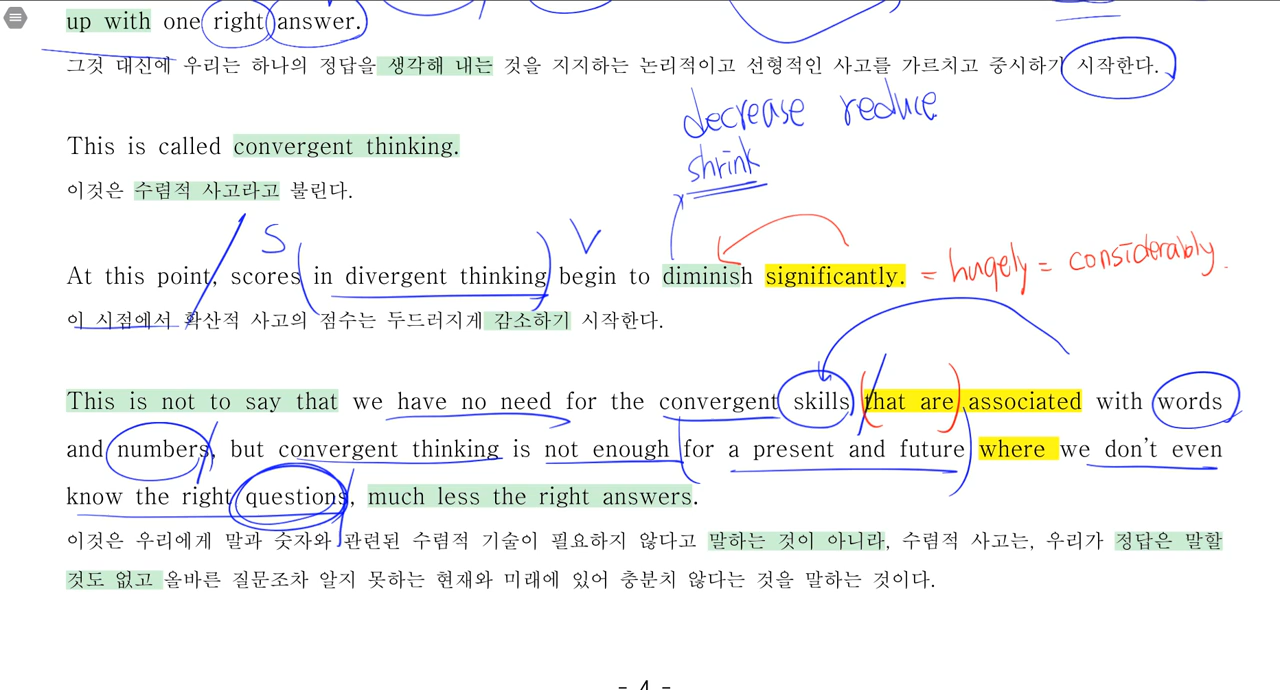 up with one right answer.
그것 대신에 우리는 하나의 정답을 생각해 내는 것을 지지하는 논리적이고 선형적인 사고를 가르치고 중시하기 시작한다.
decrease reduce
shrink
This is called convergent thinking.
이것은 수렴적 사고라고 불린다.
S V
At this point, scores in divergent thinking begin to diminish significantly. = hugely = considerably.
이 시점에서 확산적 사고의 점수는 두드러지게 감소하기 시작한다.
This is not to say that we have no need for the convergent skills that are associated with words
and numbers, but convergent thinking is not enough for a present and future where we don't even
know the right questions, much less the right answers.
이것은 우리에게 말과 숫자와 관련된 수렴적 기술이 필요하지 않다고 말하는 것이 아니라, 수렴적 사고는, 우리가 정답은 말할
것도 없고 올바른 질문조차 알지 못하는 현재와 미래에 있어 충분치 않다는 것을 말하는 것이다.
- 4 -